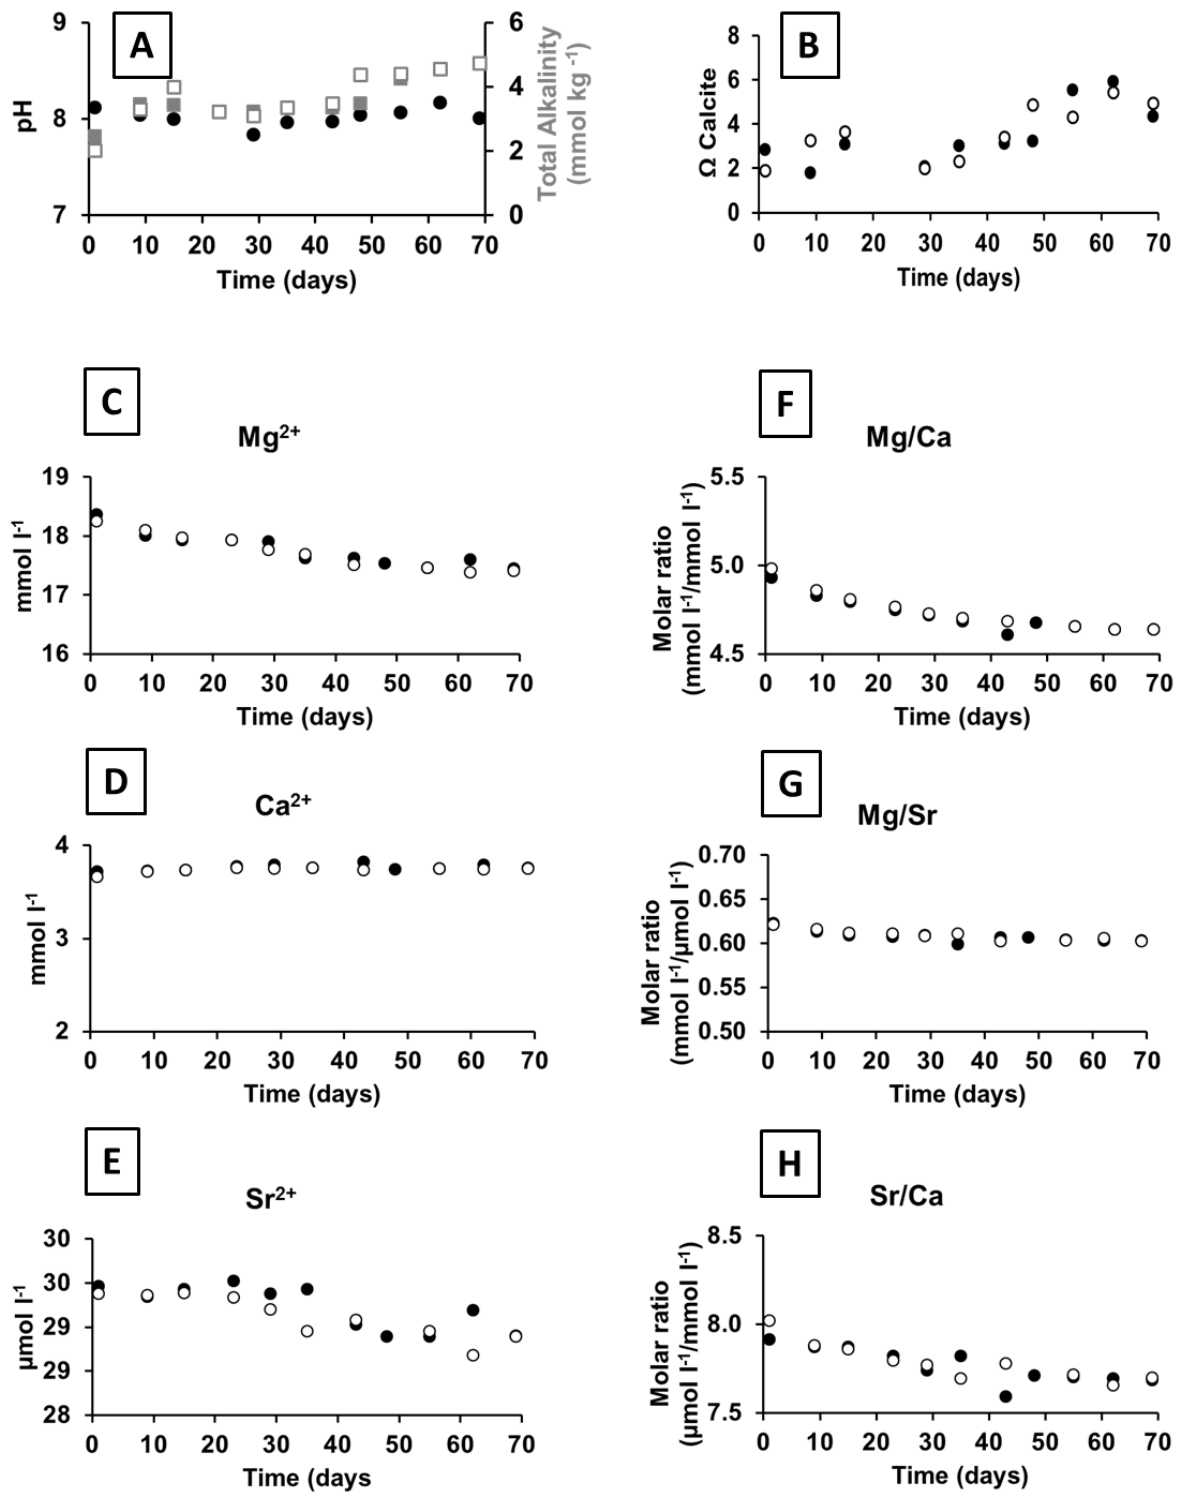 A
9
8
7
pH
6
4
2
0
Total Alkalinity
(mmol kg -1)
0 10 20 30 40 50 60 70
Time (days)
B
8
6
4
2
0
Ω Calcite
0 10 20 30 40 50 60 70
Time (days)
C
Mg2+
19
18
17
16
mmol l-1
0 10 20 30 40 50 60 70
Time (days)
F
Mg/Ca
5.5
5.0
4.5
Molar ratio
(mmol l-1/mmol l-1)
0 10 20 30 40 50 60 70
Time (days)
D
Ca2+
4
3
2
mmol l-1
0 10 20 30 40 50 60 70
Time (days)
G
Mg/Sr
0.70
0.65
0.60
0.55
0.50
Molar ratio
(mmol l-1/μmol l-1)
0 10 20 30 40 50 60 70
Time (days)
E
Sr2+
30
30
29
29
28
μmol l-1
0 10 20 30 40 50 60 70
Time (days
H
Sr/Ca
8.5
8.0
7.5
Molar ratio
(μmol l-1/mmol l-1)
0 10 20 30 40 50 60 70
Time (days)